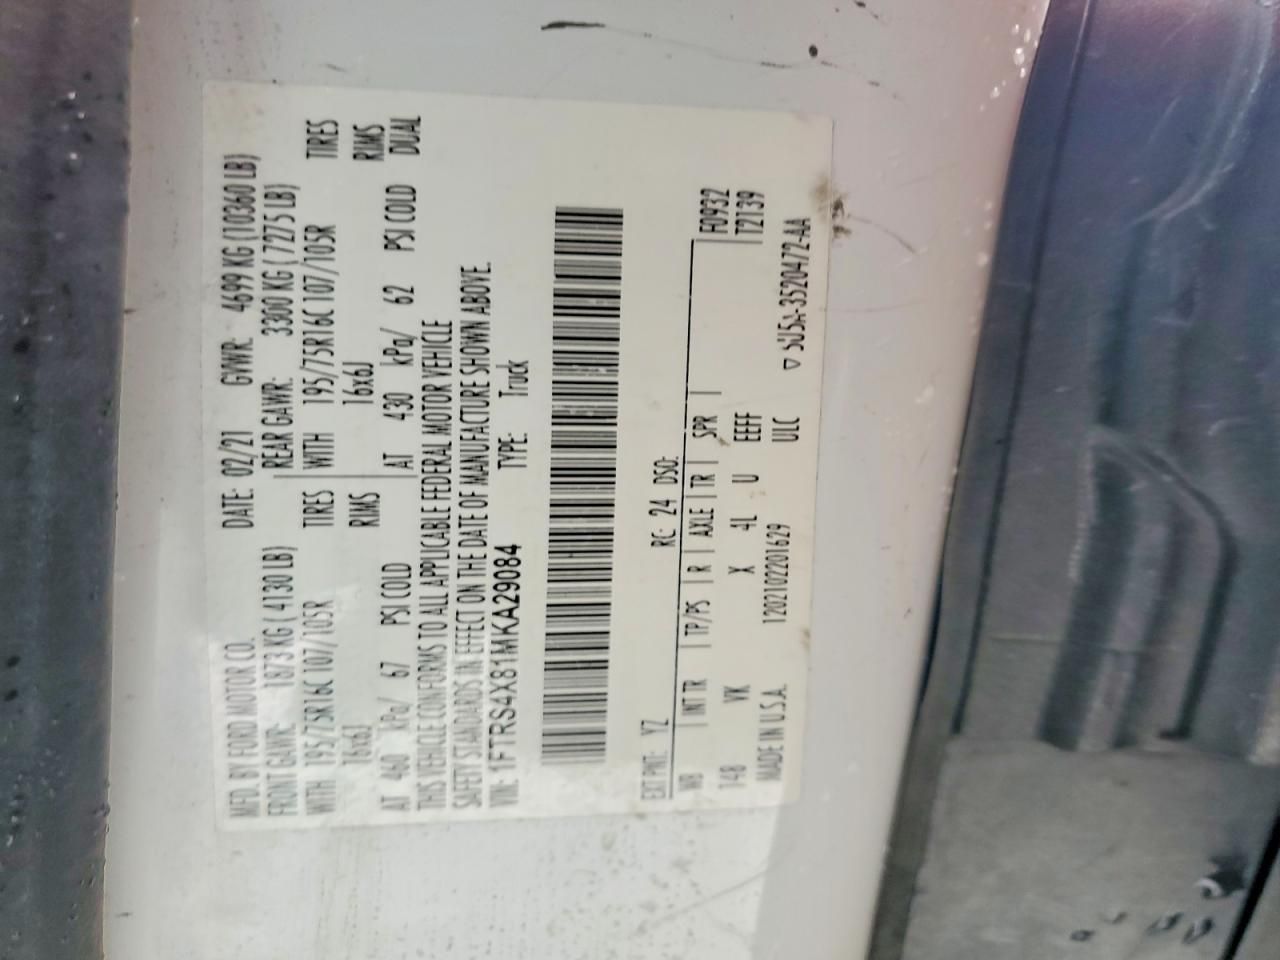 MFD. BY FORD MOTOR CO. DATE: 02/21 GVWR: 4699 KG (10360 LB)
FRONT GAWR: 1873 KG ( 4130 LB) REAR GAWR: 3300 KG ( 7275 LB)
WITH 195/75R16C 107/105R TIRES WITH 195/75R16C 107/105R TIRES
16x6J RIMS 16x6J RIMS
AT 460 kPa/ 67 PSI COLD AT 430 kPa/ 62 PSI COLD DUAL
THIS VEHICLE CONFORMS TO ALL APPLICABLE FEDERAL MOTOR VEHICLE
SAFETY STANDARDS IN EFFECT ON THE DATE OF MANUFACTURE SHOWN ABOVE.
VIN: 1FTRS4X81MKA29084 TYPE: Truck
EXT PNT: YZ RC: 24 DSO:
WB INT TR TP/PS R AXLE TR SPR F0932
148 VK X 4L U EEFF T2139
MADE IN U.S.A. 1202102201629 ULC 5U5A-3520472-AA